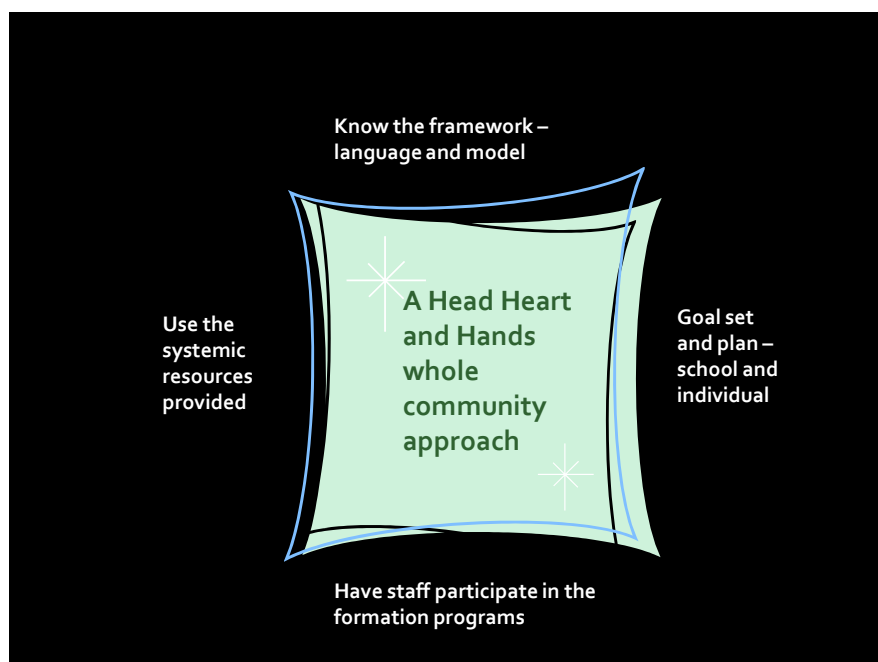 Know the framework –
language and model
A Head Heart
and Hands
whole
community
approach
Use the
systemic
resources
provided
Goal set
and plan –
school and
individual
Have staff participate in the
formation programs